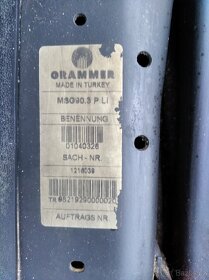 GRAMMER
MADE IN TURKEY
MSG90.3 P LI
BENENNUNG
01040328
SACH - NR.
1216039
AUFTRAGS NR